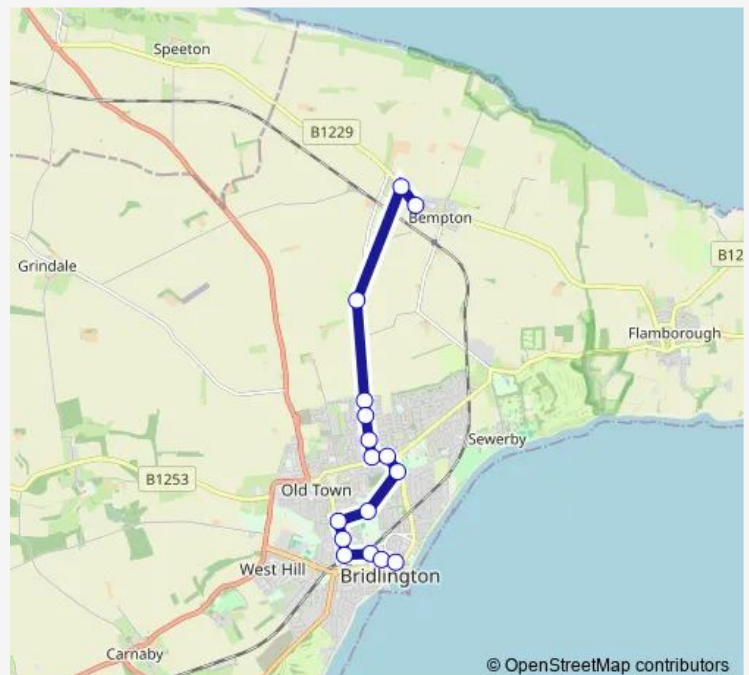 Speeton
B1229
Bempton
B12
Grindale
Flamborough
Sewerby
B1253
Old Town
West Hill
Bridlington
Carnaby
© OpenStreetMap contributors